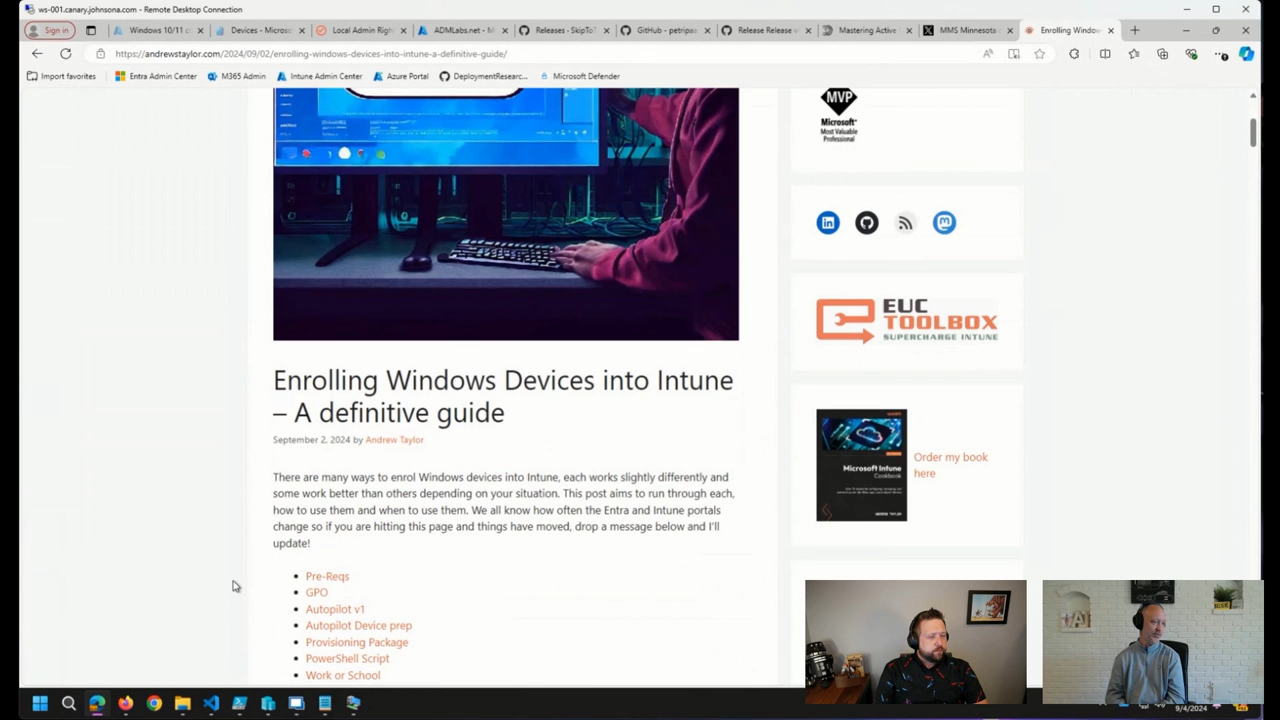 ws-001.canary.johnsona.com - Remote Desktop Connection
Sign in
Windows 10/11 c
Devices - Micros
Local Admin Righ
ADMLabs.net - M
Releases - SkipToT
GitHub - petripaa
Release Release v
Mastering Active
MMS Minnesota
Enrolling Window
https://andrewstaylor.com/2024/09/02/enrolling-windows-devices-into-intune-a-definitive-guide/
Import favorites
Entra Admin Center
M365 Admin
Intune Admin Center
Azure Portal
DeploymentResearc...
Microsoft Defender
MVP
Microsoft®
Most Valuable
Professional
EUC
TOOLBOX
SUPERCHARGE INTUNE
Enrolling Windows Devices into Intune
– A definitive guide
September 2, 2024 by Andrew Taylor
There are many ways to enrol Windows devices into Intune, each works slightly differently and
some work better than others depending on your situation. This post aims to run through each,
how to use them and when to use them. We all know how often the Entra and Intune portals
change so if you are hitting this page and things have moved, drop a message below and I'll
update!
Microsoft Intune
Cookbook
Order my book
here
• Pre-Reqs
• GPO
• Autopilot v1
• Autopilot Device prep
• Provisioning Package
• PowerShell Script
• Work or School
9/4/2024